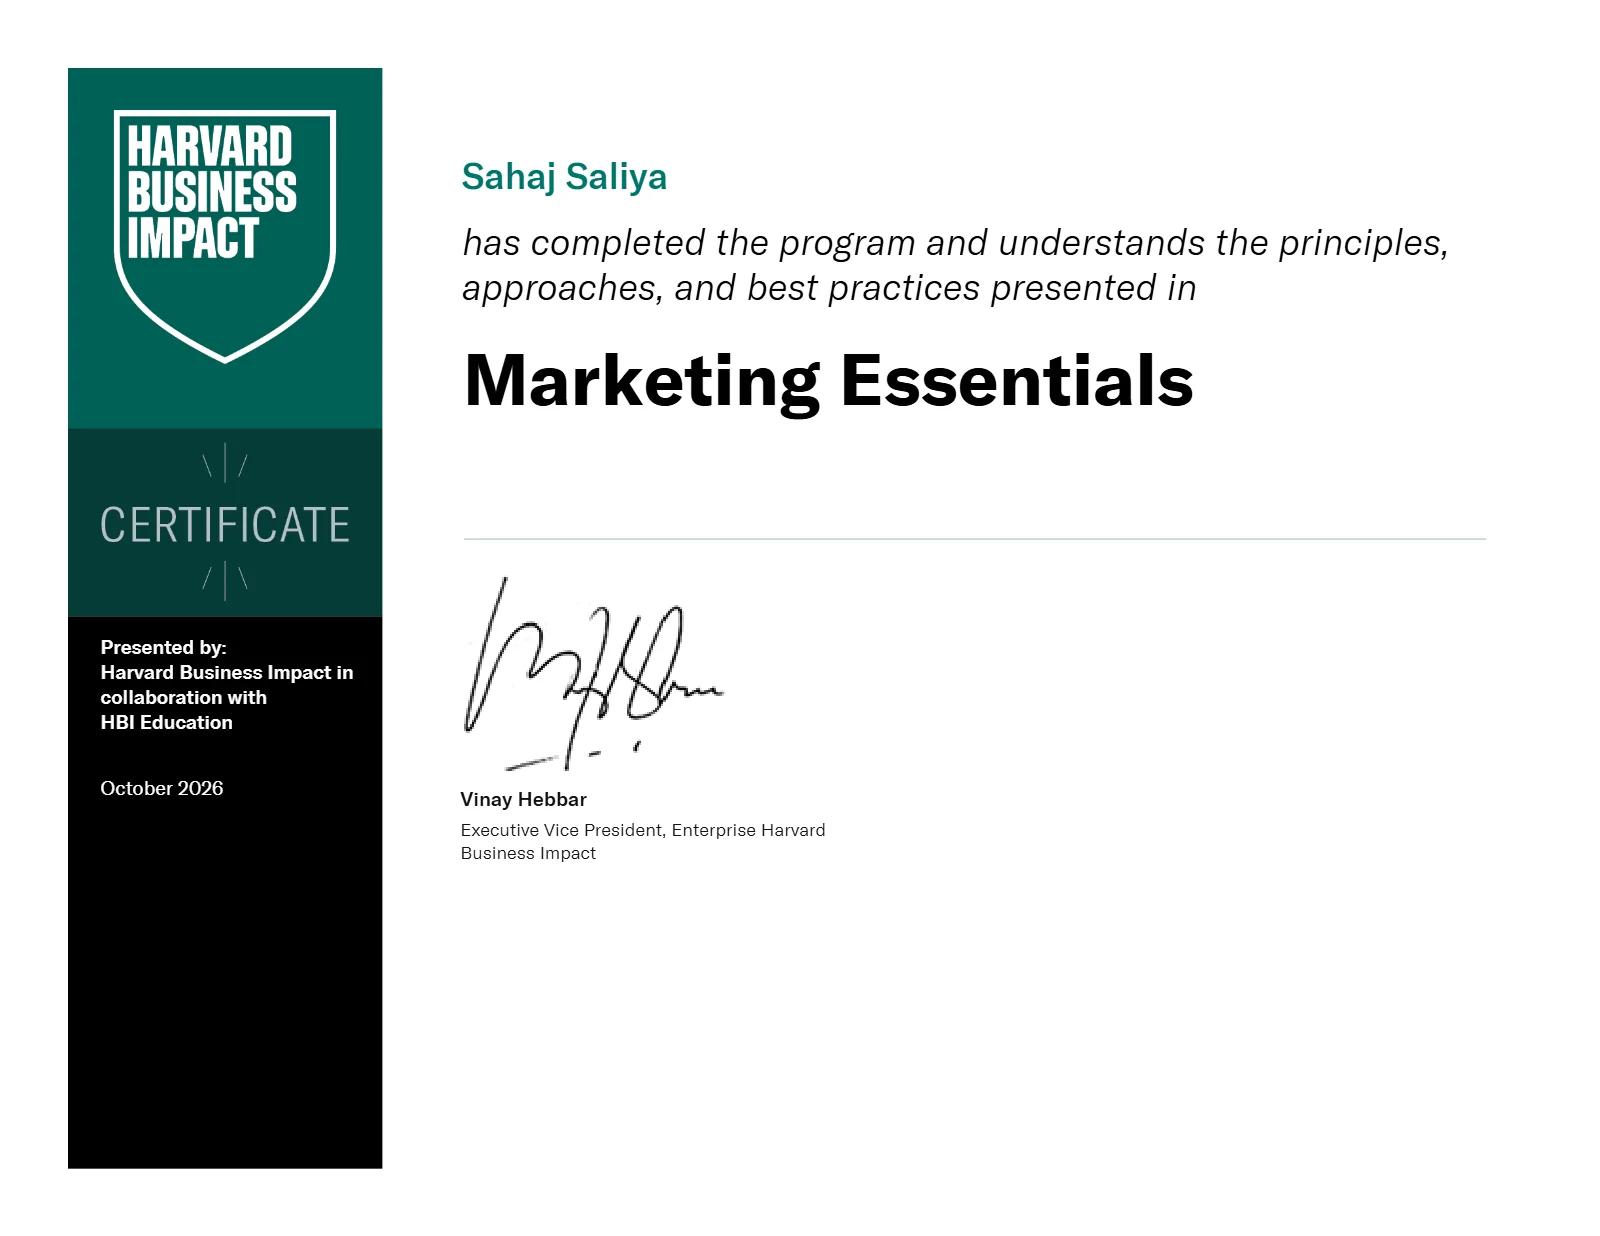 HARVARD
BUSINESS
IMPACT
CERTIFICATE
Presented by:
Harvard Business Impact in
collaboration with
HBI Education
October 2026
Sahaj Saliya
has completed the program and understands the principles,
approaches, and best practices presented in
Marketing Essentials
Vinay Hebbar
Executive Vice President, Enterprise Harvard
Business Impact